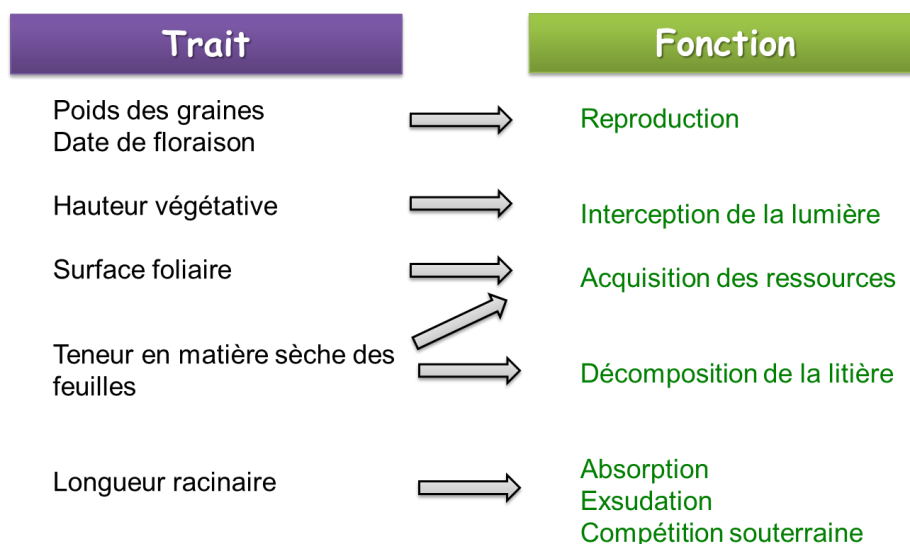 Trait
Fonction
Poids des graines
Date de floraison
Reproduction
Hauteur végétative
Interception de la lumière
Surface foliaire
Acquisition des ressources
Teneur en matière sèche des
feuilles
Décomposition de la litière
Longueur racinaire
Absorption
Exsudation
Compétition souterraine